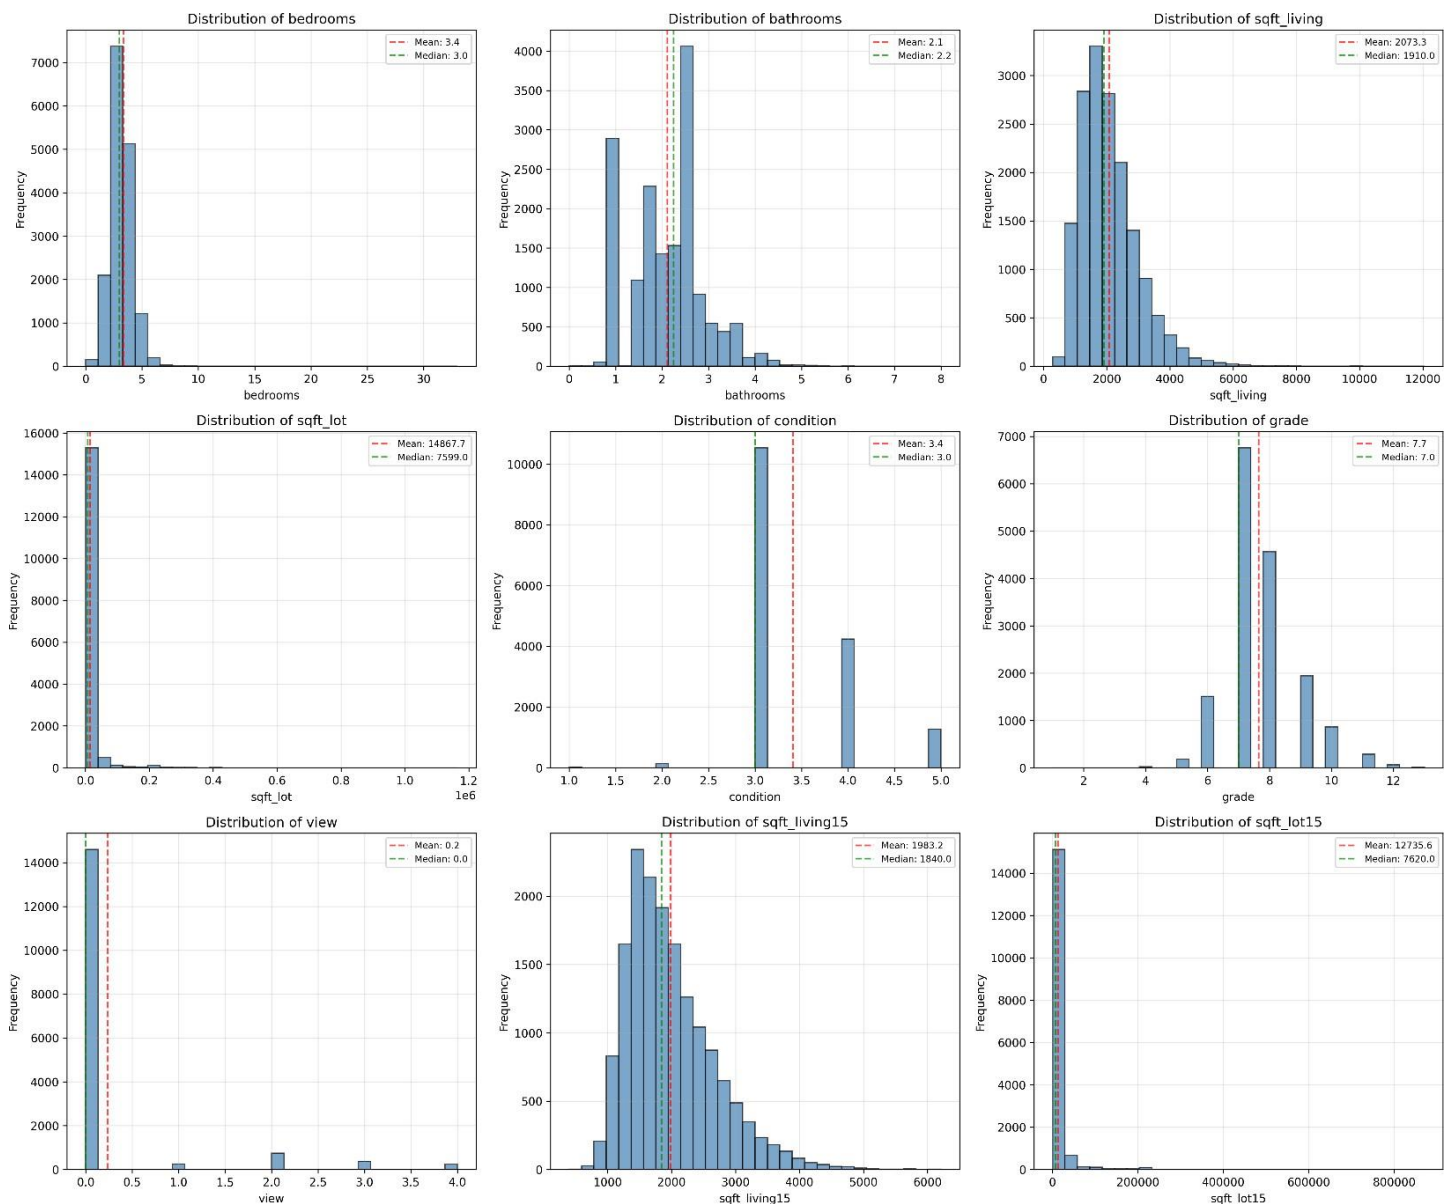 Distribution of bedrooms
Mean: 3.4
Median: 3.0
Frequency
7000
6000
5000
4000
3000
2000
1000
0
0 5 10 15 20 25 30
bedrooms
Distribution of bathrooms
Mean: 2.1
Median: 2.2
Frequency
4000
3500
3000
2500
2000
1500
1000
500
0
0 1 2 3 4 5 6 7 8
bathrooms
Distribution of sqft_living
Mean: 2073.3
Median: 1910.0
Frequency
3000
2500
2000
1500
1000
500
0
0 2000 4000 6000 8000 10000 12000
sqft_living
Distribution of sqft_lot
Mean: 14867.7
Median: 7599.0
Frequency
16000
14000
12000
10000
8000
6000
4000
2000
0
0.0 0.2 0.4 0.6 0.8 1.0 1.2
1e6
sqft_lot
Distribution of condition
Mean: 3.4
Median: 3.0
Frequency
10000
8000
6000
4000
2000
0
1.0 1.5 2.0 2.5 3.0 3.5 4.0 4.5 5.0
condition
Distribution of grade
Mean: 7.7
Median: 7.0
Frequency
7000
6000
5000
4000
3000
2000
1000
0
2 4 6 8 10 12
grade
Distribution of view
Mean: 0.2
Median: 0.0
Frequency
14000
12000
10000
8000
6000
4000
2000
0
0.0 0.5 1.0 1.5 2.0 2.5 3.0 3.5 4.0
view
Distribution of sqft_living15
Mean: 1983.2
Median: 1840.0
Frequency
2000
1500
1000
500
0
1000 2000 3000 4000 5000 6000
sqft_living15
Distribution of sqft_lot15
Mean: 12735.6
Median: 7620.0
Frequency
14000
12000
10000
8000
6000
4000
2000
0
0 200000 400000 600000 800000
sqft_lot15